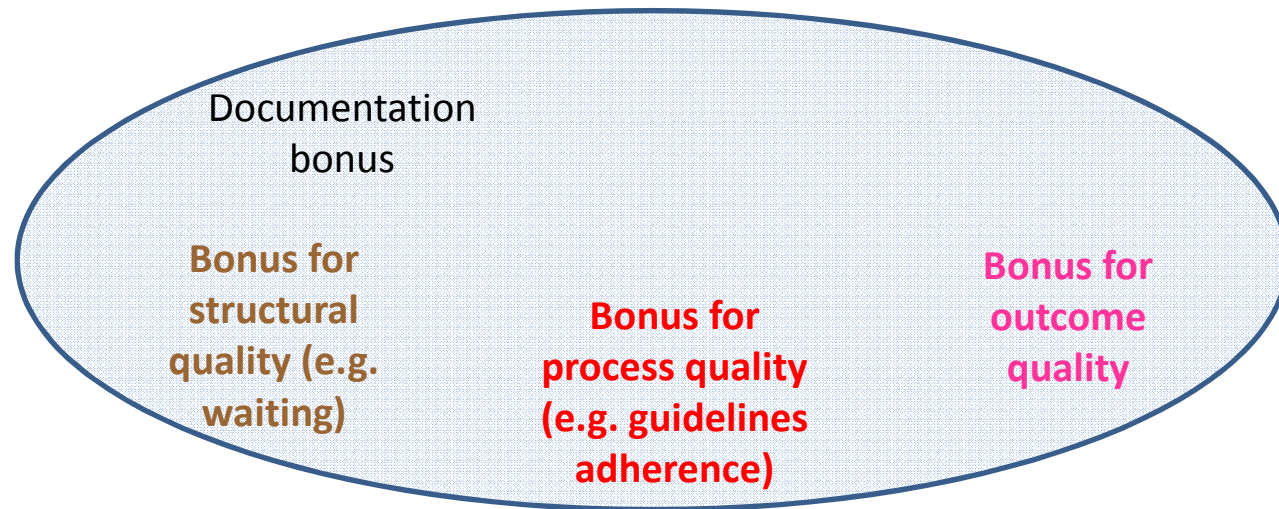 Documentation
bonus
Bonus for
structural
quality (e.g.
waiting)
Bonus for
process quality
(e.g. guidelines
adherence)
Bonus for
outcome
quality